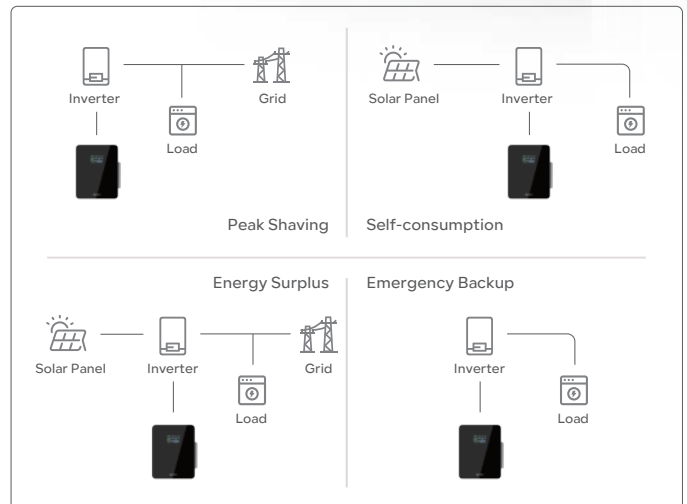 Inverter
Grid
Load
Peak Shaving
Solar Panel
Inverter
Load
Self-consumption
Energy Surplus
Solar Panel
Inverter
Grid
Load
Emergency Backup
Inverter
Load